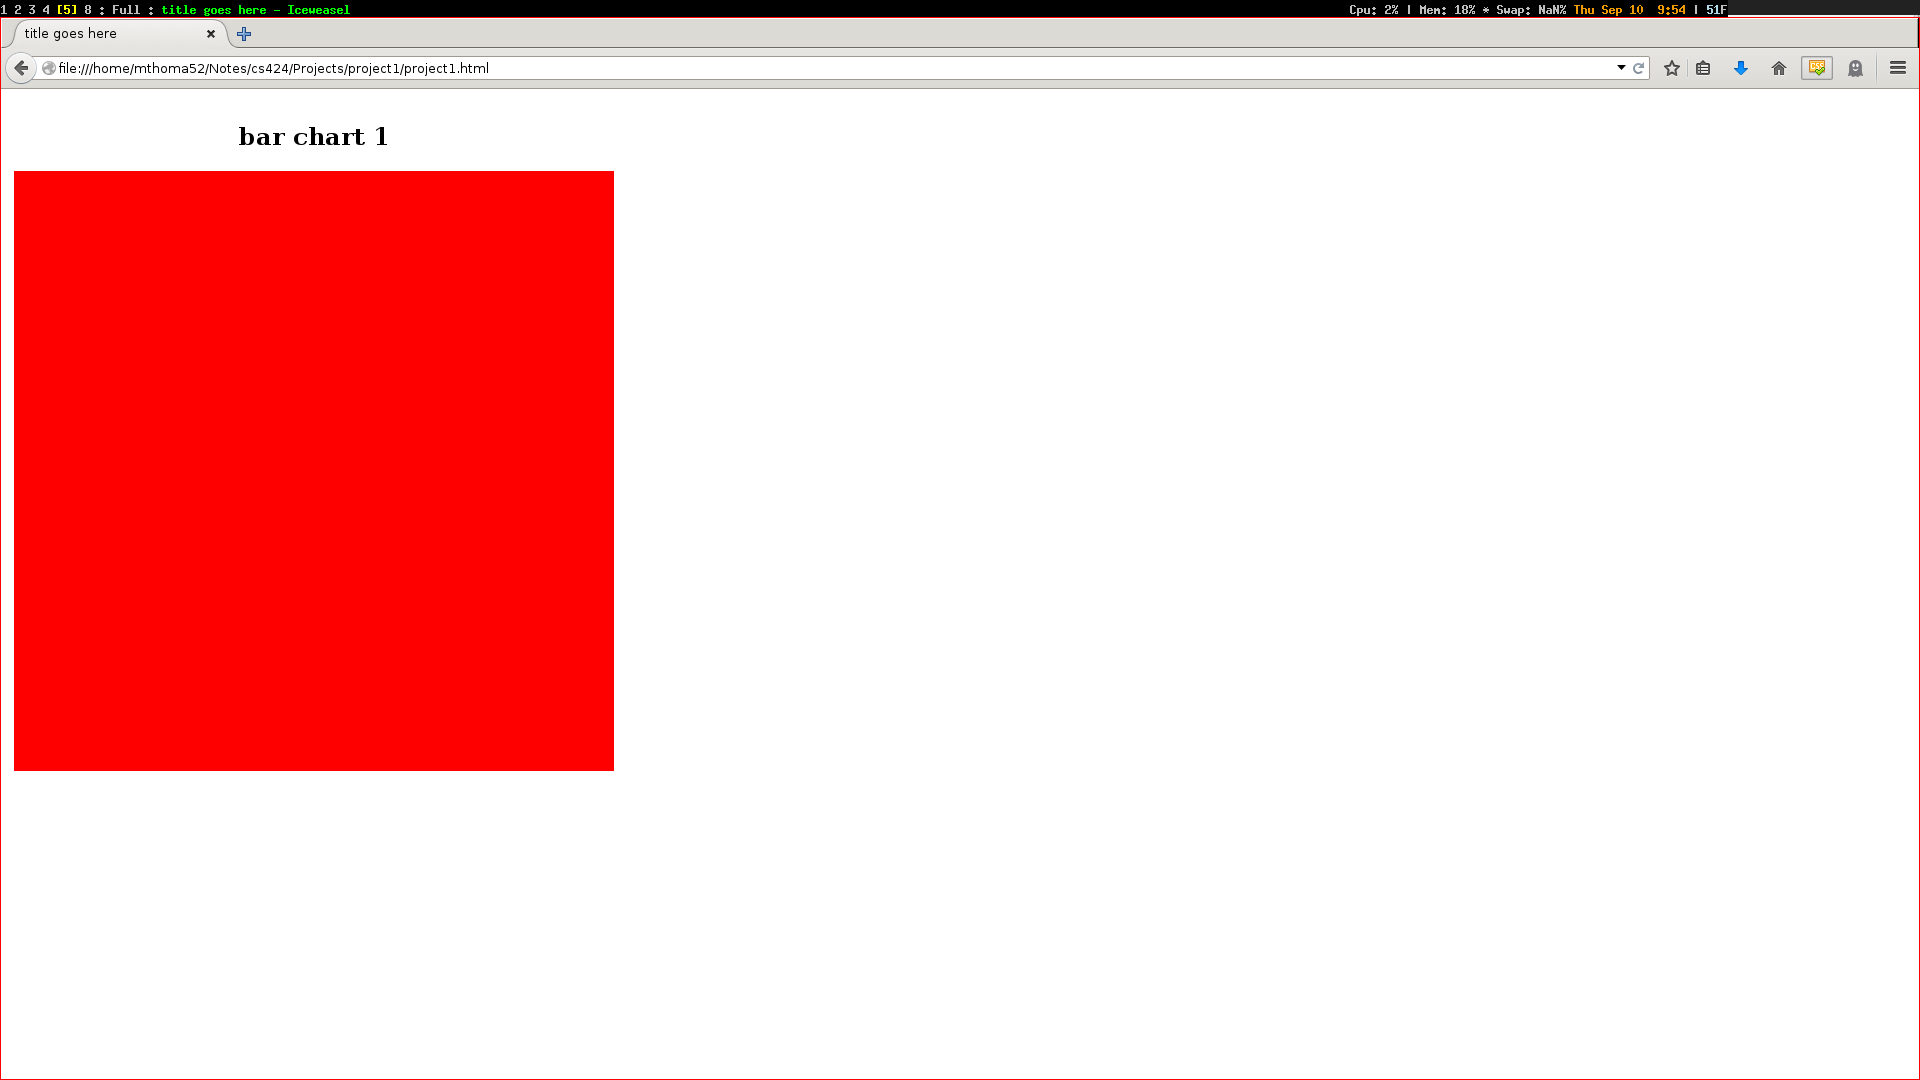 1 2 3 4 [5] 8 : Full : title goes here - Iceweasel Cpu: 2% | Mem: 18% * Swap: NaN% Thu Sep 10 9:54 | 51F
title goes here
file:///home/mthoma52/Notes/cs424/Projects/project1/project1.html
bar chart 1